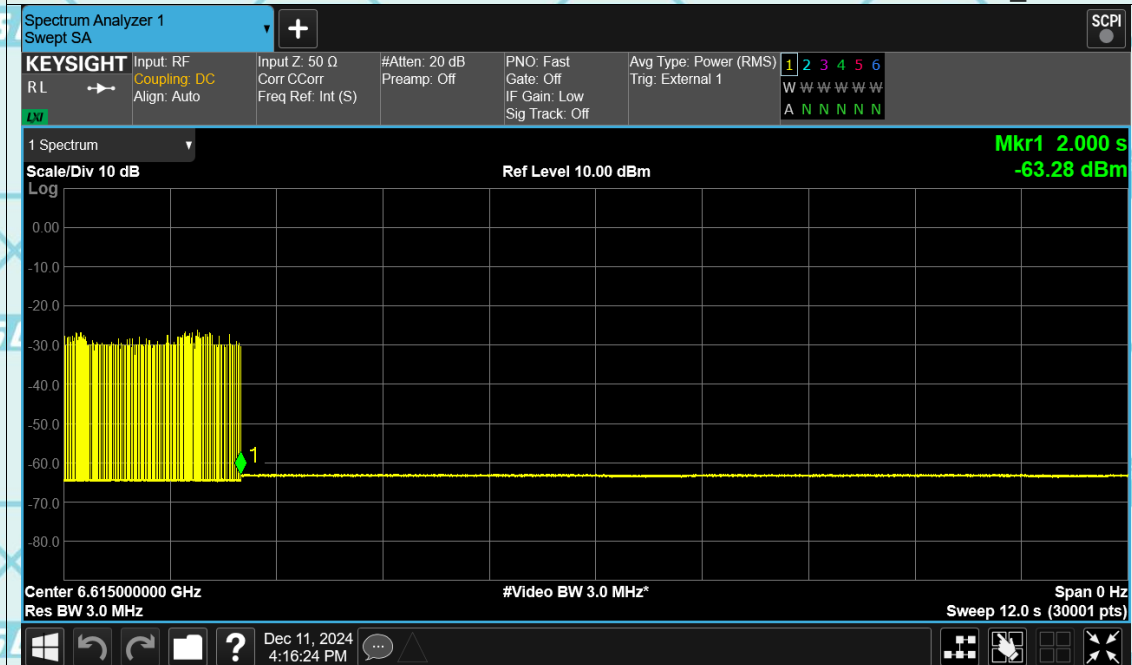 Spectrum Analyzer 1
Swept SA
+
SCPI
KEYSIGHT
RL
LXI
Input: RF
Coupling: DC
Align: Auto
Input Z: 50 Ω
Corr CCorr
Freq Ref: Int (S)
#Atten: 20 dB
Preamp: Off
PNO: Fast
Gate: Off
IF Gain: Low
Sig Track: Off
Avg Type: Power (RMS)
Trig: External 1
1 2 3 4 5 6
W W W W W W
A N N N N N
1 Spectrum
Scale/Div 10 dB
Ref Level 10.00 dBm
Mkr1 2.000 s
-63.28 dBm
Log
0.00
-10.0
-20.0
-30.0
-40.0
-50.0
-60.0
-70.0
-80.0
1
Center 6.615000000 GHz
#Video BW 3.0 MHz*
Span 0 Hz
Res BW 3.0 MHz
Sweep 12.0 s (30001 pts)
?
Dec 11, 2024
4:16:24 PM